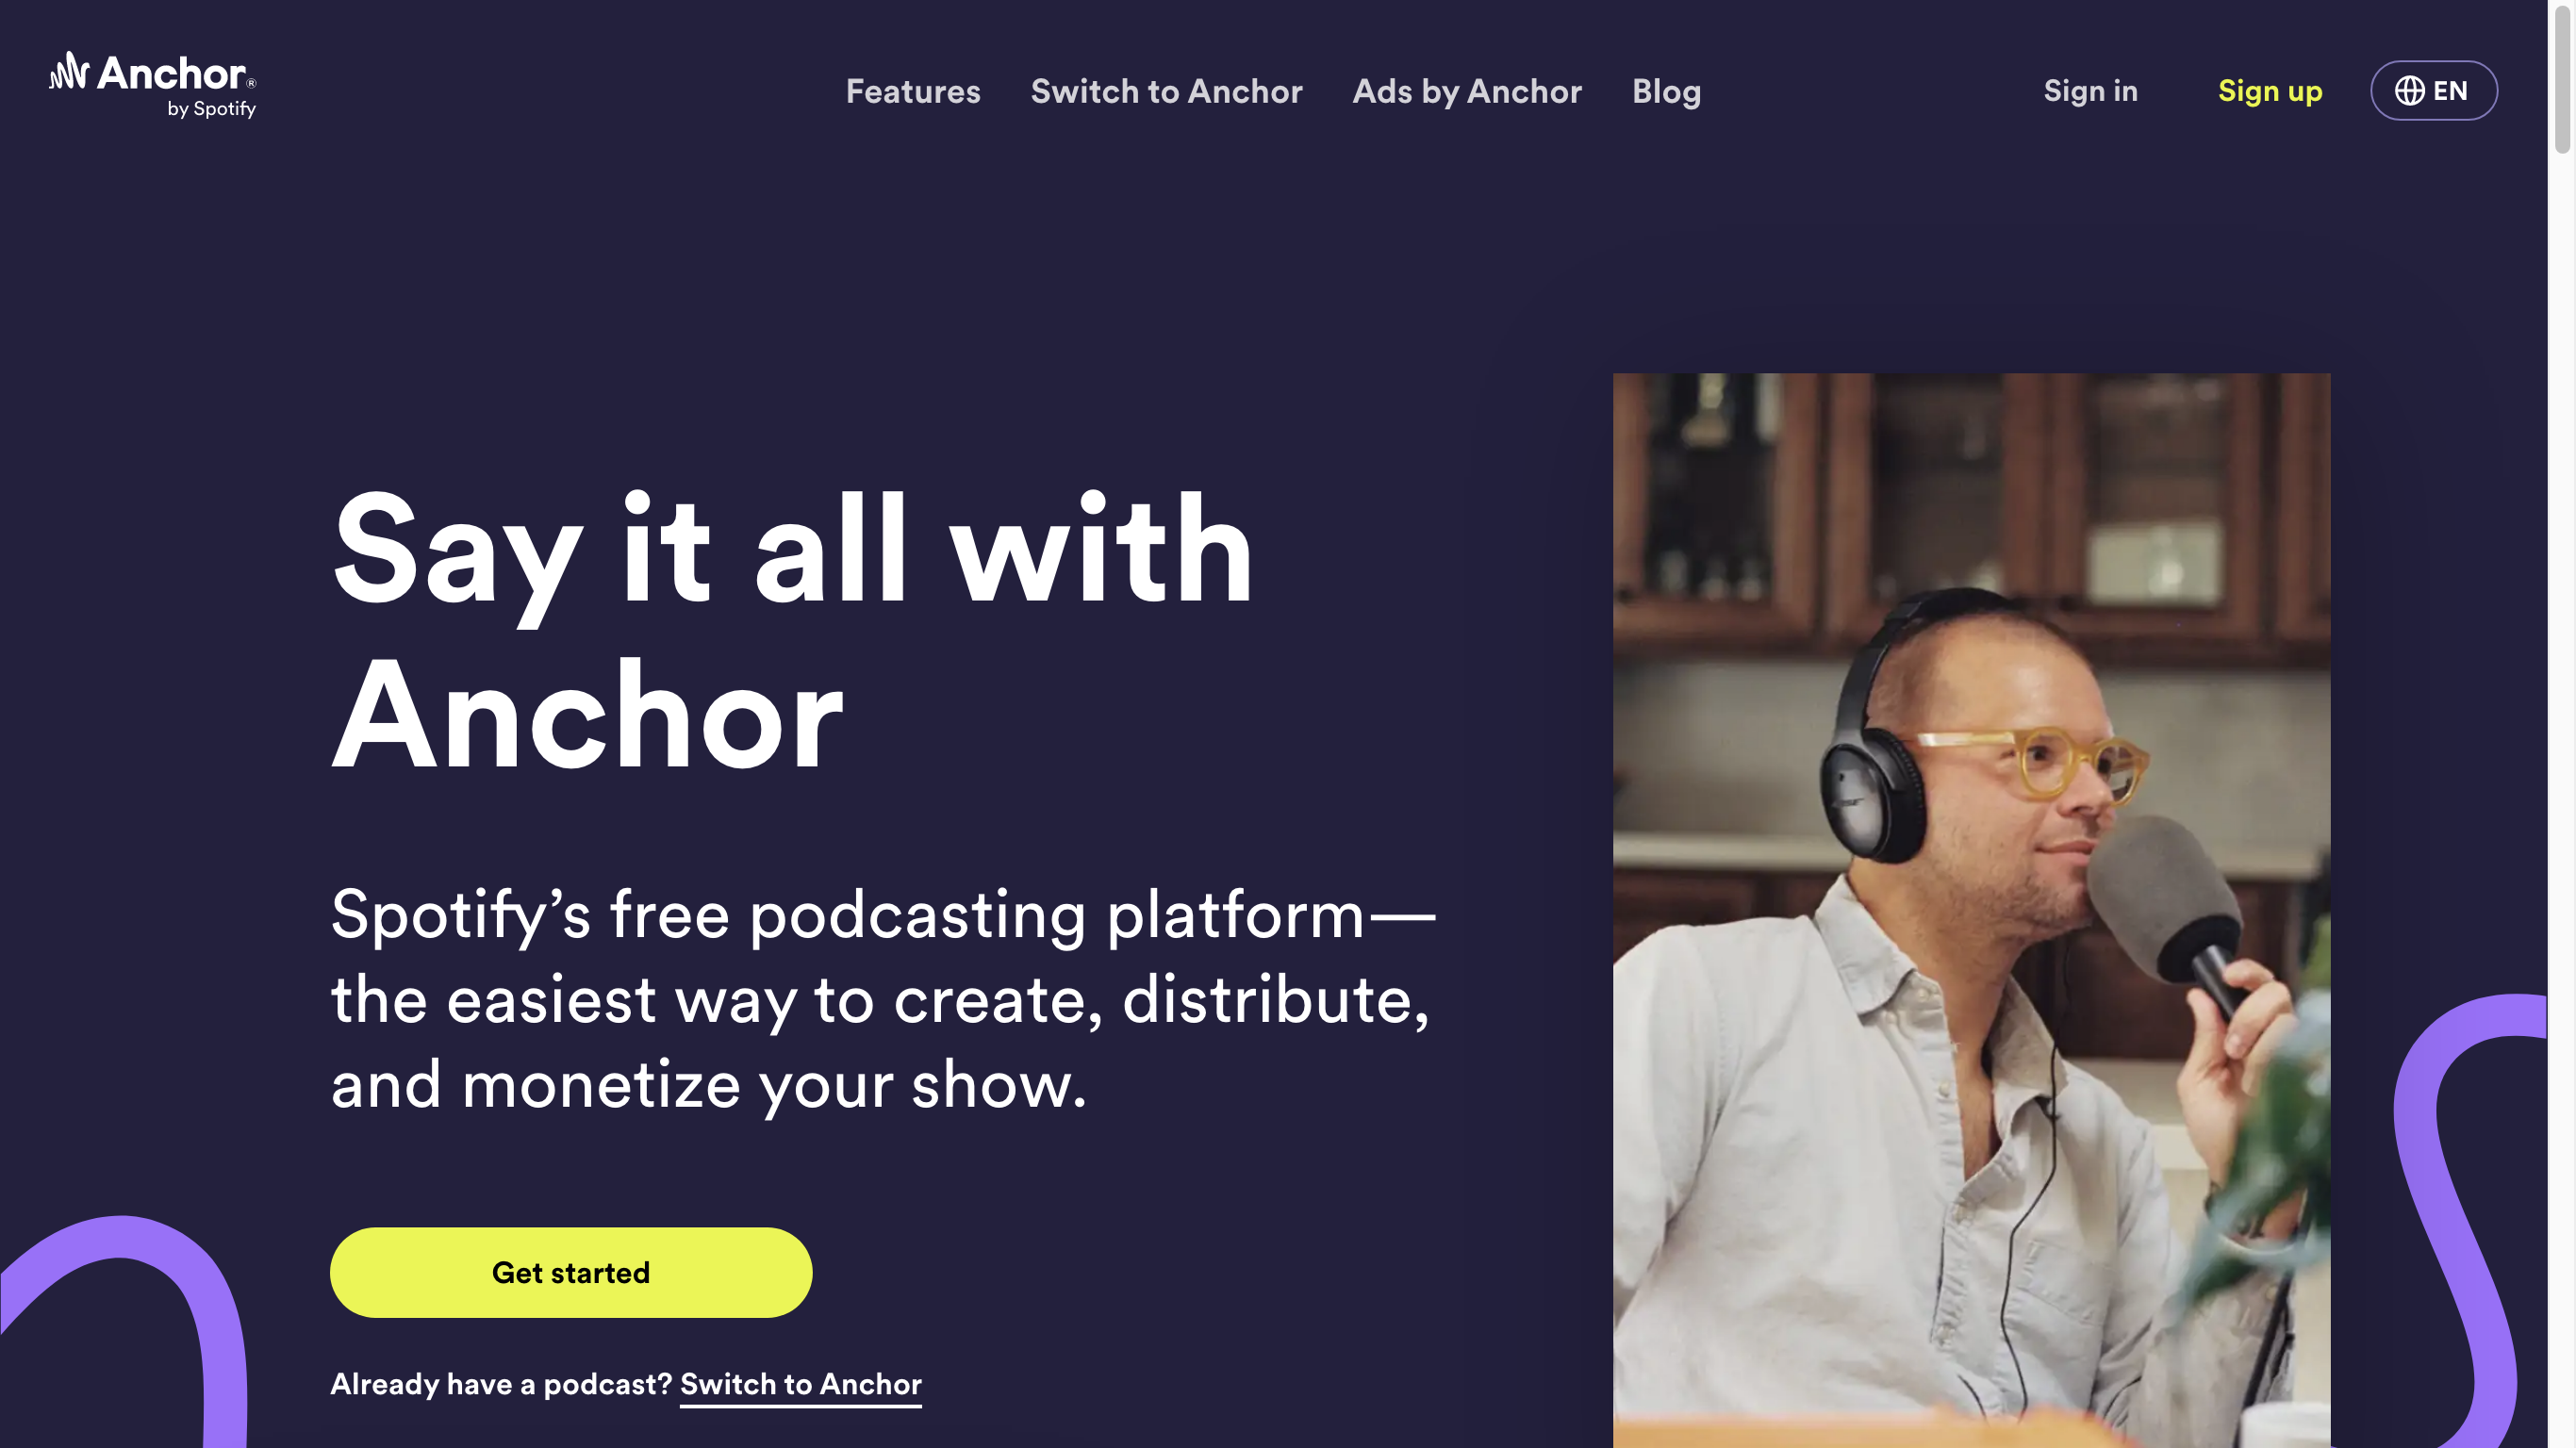 Anchor®
by Spotify
Features
Switch to Anchor
Ads by Anchor
Blog
Sign in
Sign up
EN
Say it all with
Anchor
Spotify’s free podcasting platform—
the easiest way to create, distribute,
and monetize your show.
Get started
Already have a podcast? Switch to Anchor